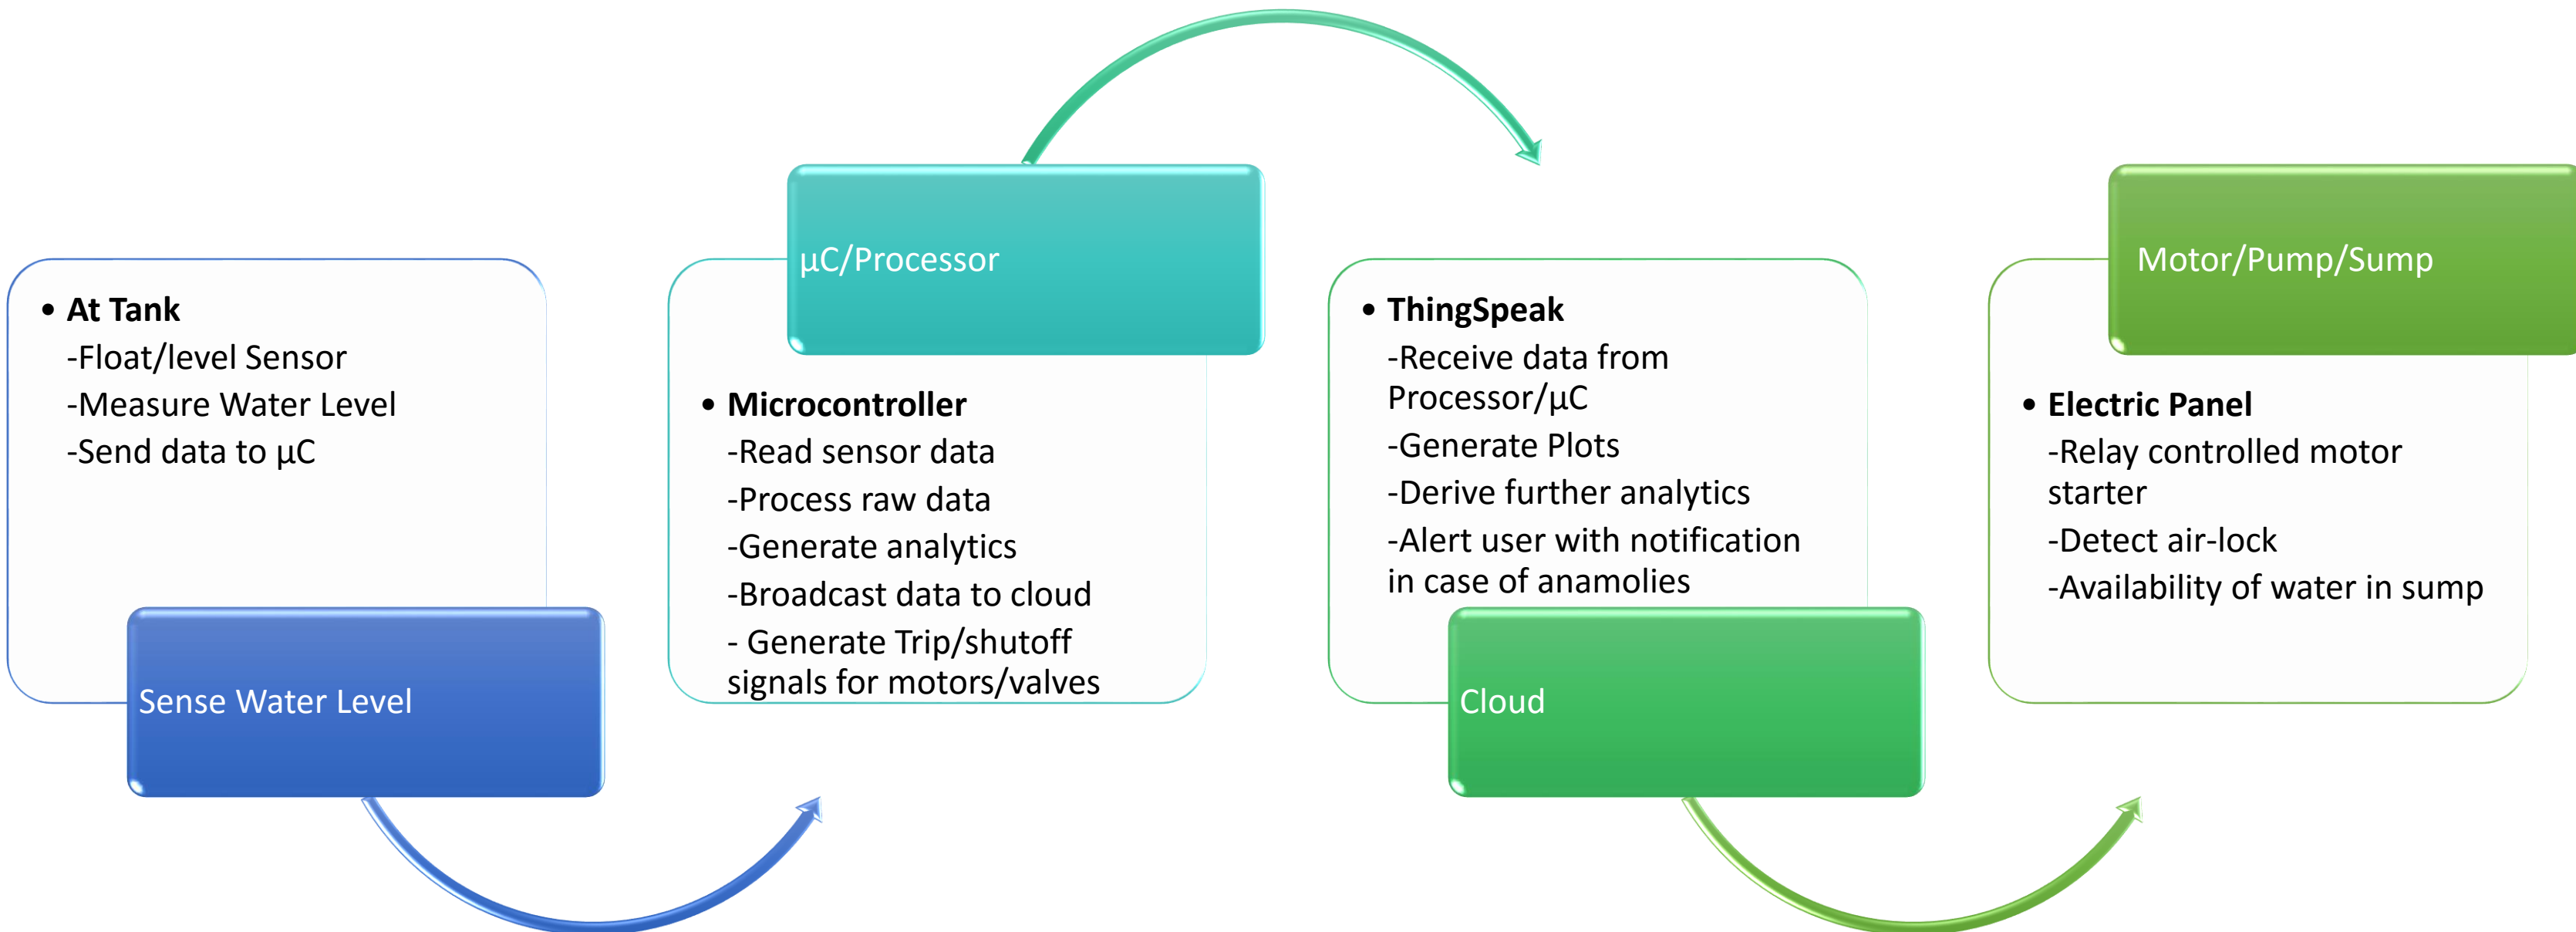 • At Tank
-Float/level Sensor
-Measure Water Level
-Send data to µC
Sense Water Level
µC/Processor
• Microcontroller
-Read sensor data
-Process raw data
-Generate analytics
-Broadcast data to cloud
- Generate Trip/shutoff
signals for motors/valves
• ThingSpeak
-Receive data from
Processor/µC
-Generate Plots
-Derive further analytics
-Alert user with notification
in case of anamolies
Cloud
Motor/Pump/Sump
• Electric Panel
-Relay controlled motor
starter
-Detect air-lock
-Availability of water in sump